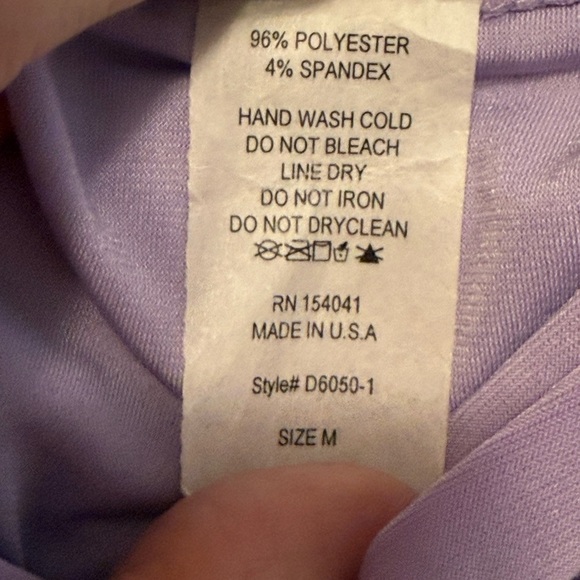 96% POLYESTER
4% SPANDEX
HAND WASH COLD
DO NOT BLEACH
LINE DRY
DO NOT IRON
DO NOT DRYCLEAN
RN 154041
MADE IN U.S.A
Style# D6050-1
SIZE M